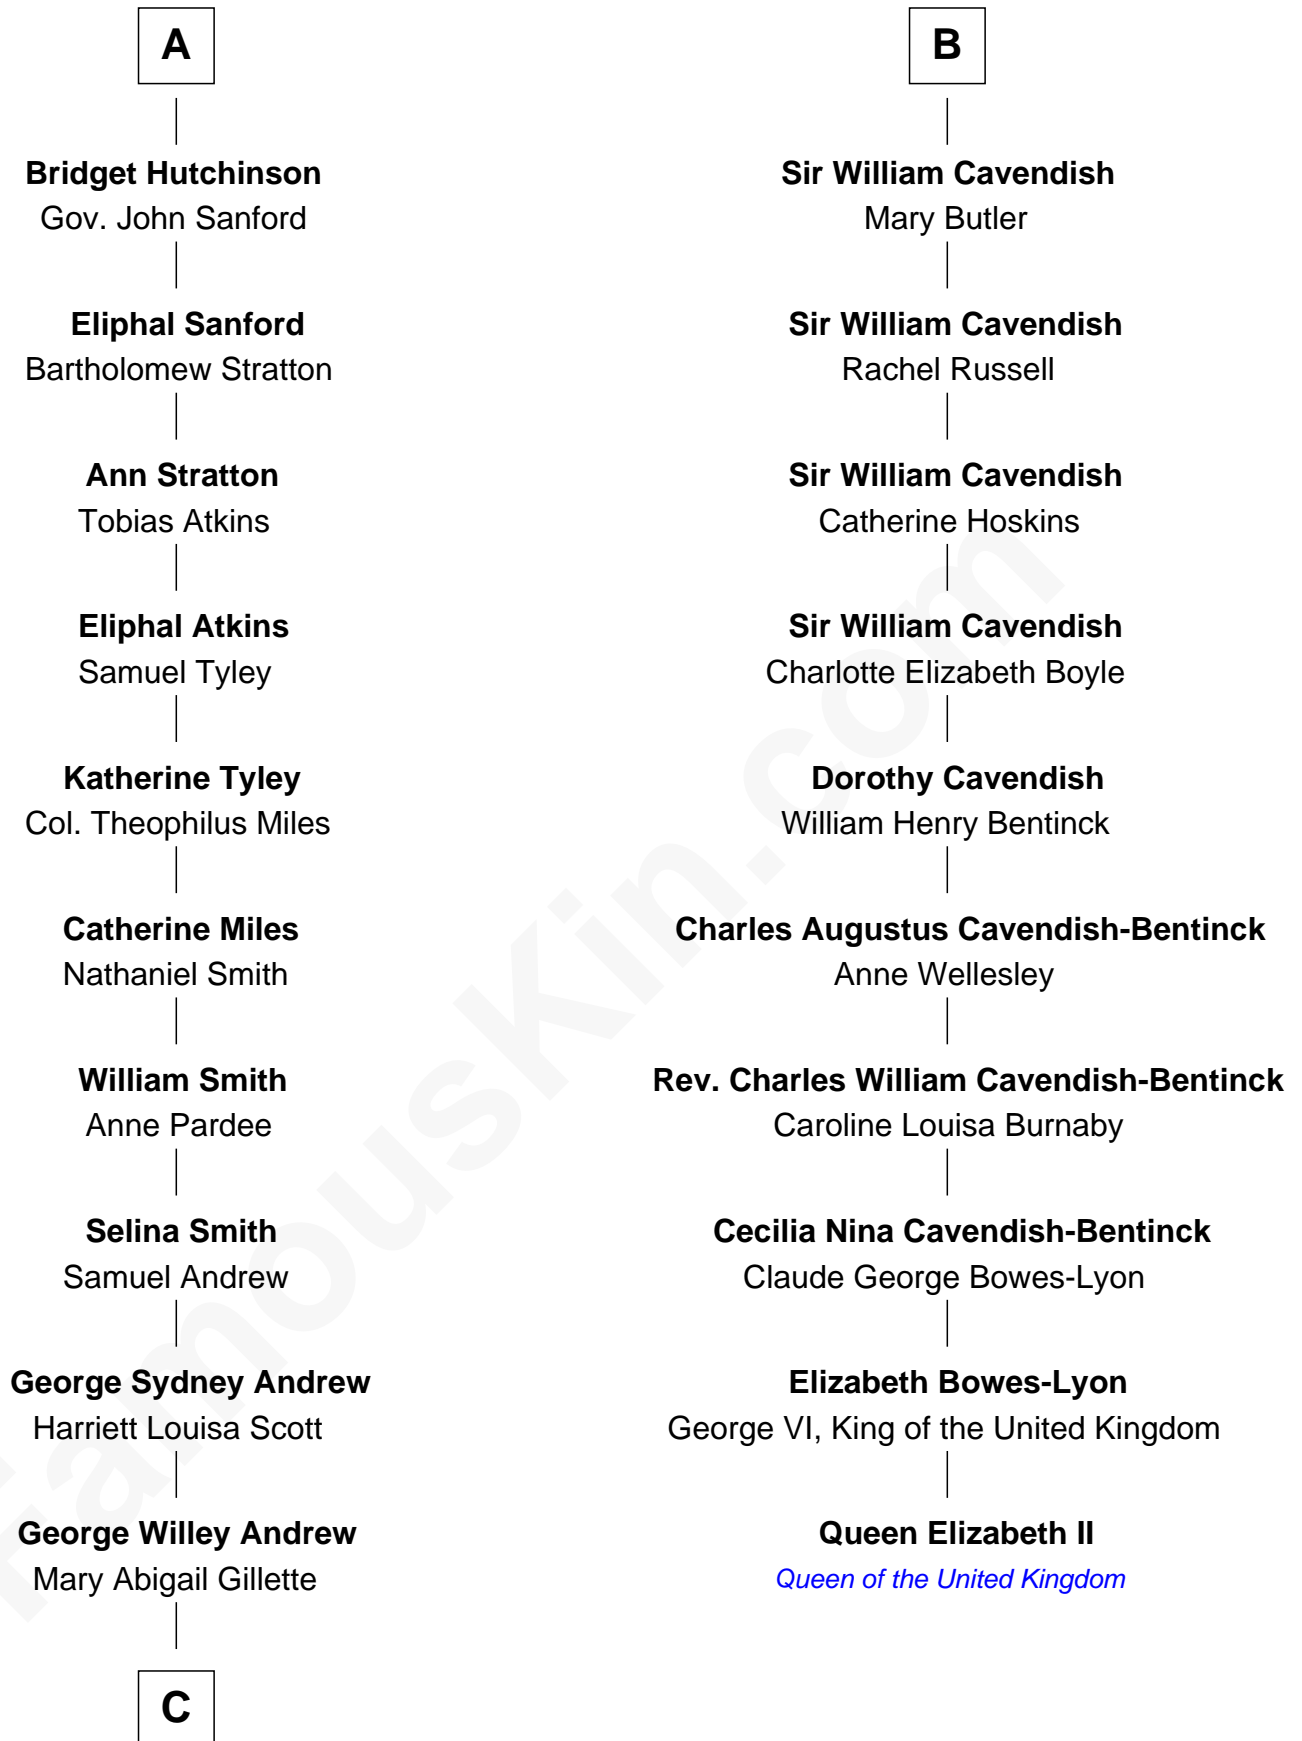 A
Bridget Hutchinson
Gov. John Sanford
Eliphal Sanford
Bartholomew Stratton
Ann Stratton
Tobias Atkins
Eliphal Atkins
Samuel Tyley
Katherine Tyley
Col. Theophilus Miles
Catherine Miles
Nathaniel Smith
William Smith
Anne Pardee
Selina Smith
Samuel Andrew
George Sydney Andrew
Harriett Louisa Scott
George Willey Andrew
Mary Abigail Gillette
C
B
Sir William Cavendish
Mary Butler
Sir William Cavendish
Rachel Russell
Sir William Cavendish
Catherine Hoskins
Sir William Cavendish
Charlotte Elizabeth Boyle
Dorothy Cavendish
William Henry Bentinck
Charles Augustus Cavendish-Bentinck
Anne Wellesley
Rev. Charles William Cavendish-Bentinck
Caroline Louisa Burnaby
Cecilia Nina Cavendish-Bentinck
Claude George Bowes-Lyon
Elizabeth Bowes-Lyon
George VI, King of the United Kingdom
Queen Elizabeth II
Queen of the United Kingdom
FamousKin.com